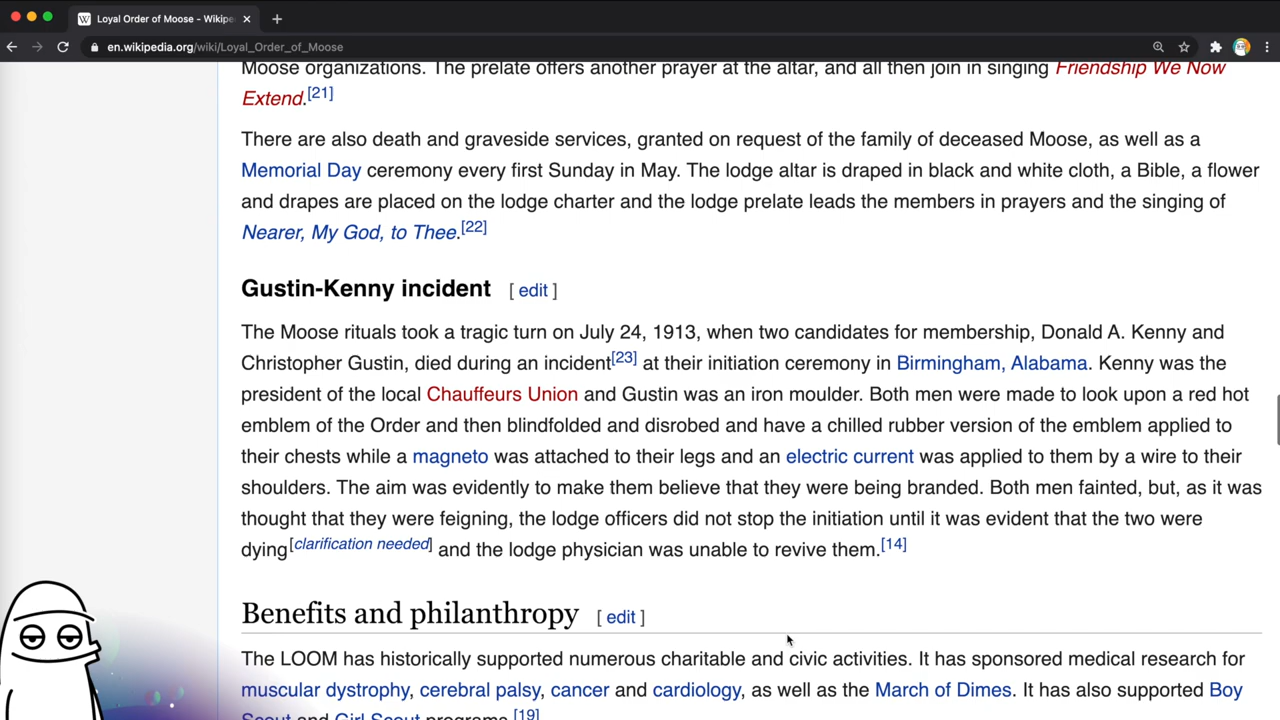 Loyal Order of Moose - Wikipe
en.wikipedia.org/wiki/Loyal_Order_of_Moose
Moose organizations. The prelate offers another prayer at the altar, and all then join in singing Friendship We Now
Extend.[21]
There are also death and graveside services, granted on request of the family of deceased Moose, as well as a
Memorial Day ceremony every first Sunday in May. The lodge altar is draped in black and white cloth, a Bible, a flower
and drapes are placed on the lodge charter and the lodge prelate leads the members in prayers and the singing of
Nearer, My God, to Thee.[22]
Gustin-Kenny incident [ edit ]
The Moose rituals took a tragic turn on July 24, 1913, when two candidates for membership, Donald A. Kenny and
Christopher Gustin, died during an incident[23] at their initiation ceremony in Birmingham, Alabama. Kenny was the
president of the local Chauffeurs Union and Gustin was an iron moulder. Both men were made to look upon a red hot
emblem of the Order and then blindfolded and disrobed and have a chilled rubber version of the emblem applied to
their chests while a magneto was attached to their legs and an electric current was applied to them by a wire to their
shoulders. The aim was evidently to make them believe that they were being branded. Both men fainted, but, as it was
thought that they were feigning, the lodge officers did not stop the initiation until it was evident that the two were
dying[clarification needed] and the lodge physician was unable to revive them.[14]
Benefits and philanthropy [ edit ]
The LOOM has historically supported numerous charitable and civic activities. It has sponsored medical research for
muscular dystrophy, cerebral palsy, cancer and cardiology, as well as the March of Dimes. It has also supported Boy
Scout and Girl Scout programs.[19]